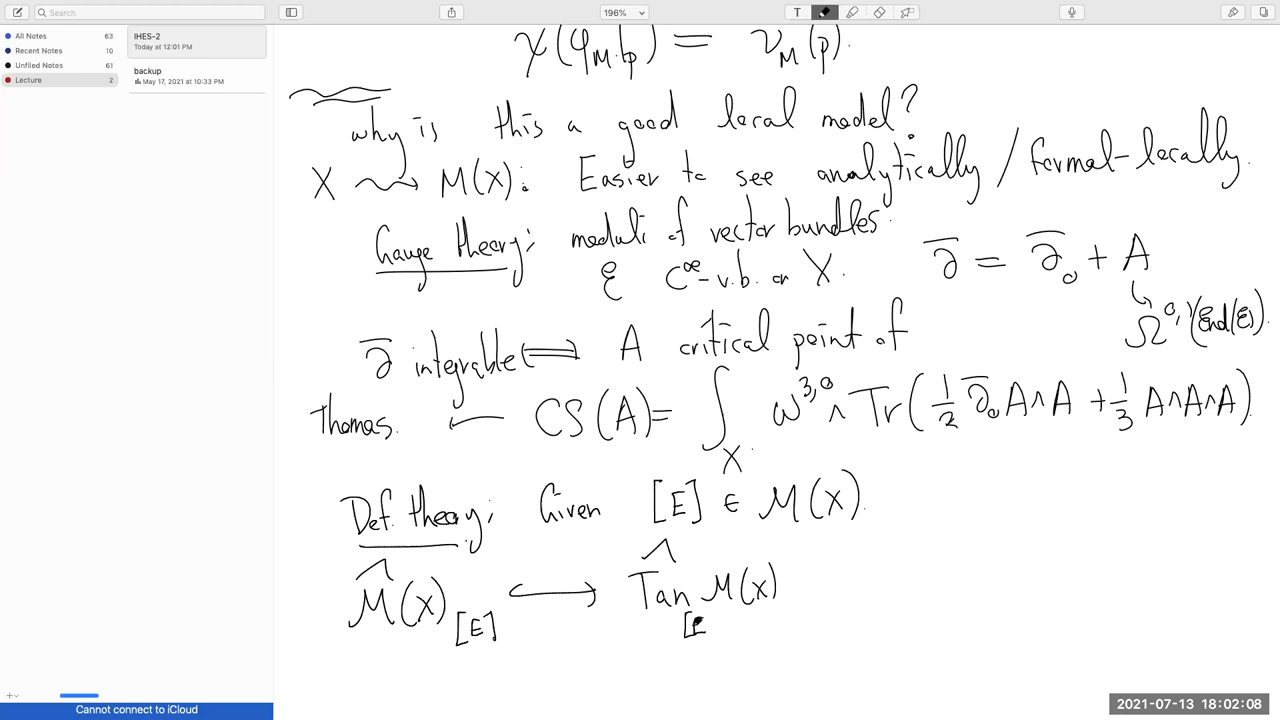 Search
196%
T
All Notes 63
Recent Notes 10
Unfiled Notes 61
Lecture 2
IHES-2
Today at 12:01 PM
backup
May 17, 2021 at 10:33 PM
χ(φ_M, p) = ν_M(p).
why is this a good local model?
X ⇝ M(X): Easier to see analytically / formal-locally.
Gauge theory: moduli of vector bundles.
ℰ C^∞-v.b. on X. ∂̄ = ∂̄₀ + A
Ω^{0,1}(End(ℰ)).
∂̄ integrable ⟺ A critical point of
Thomas. ← CS(A) = ∫_X ω^{3,0} ∧ Tr(½ ∂̄₀A∧A + ⅓ A∧A∧A).
Def. theory: Given [E] ∈ M(X).
M̂(X)_[E] ↪ T̂an M(X)
Cannot connect to iCloud
2021-07-13 18:02:08